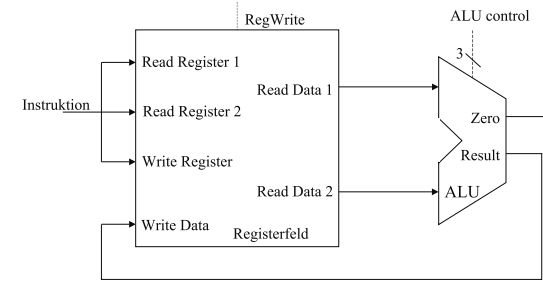 RegWrite
ALU control
3
Read Register 1
Read Data 1
Instruktion
Read Register 2
Zero
Write Register
Result
Read Data 2
ALU
Write Data
Registerfeld